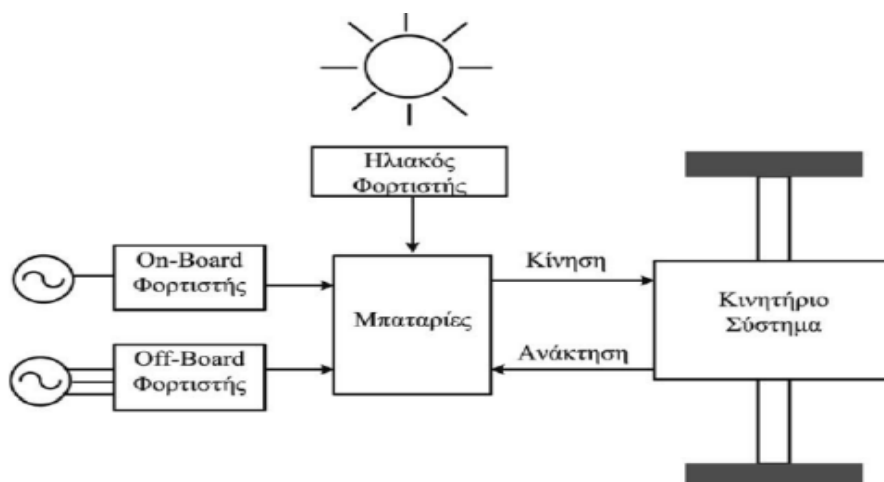 Ηλιακός
Φορτιστής
On-Board
Φορτιστής
Κίνηση
Μπαταρίες
Κινητήριο
Σύστημα
Off-Board
Φορτιστής
Ανάκτηση